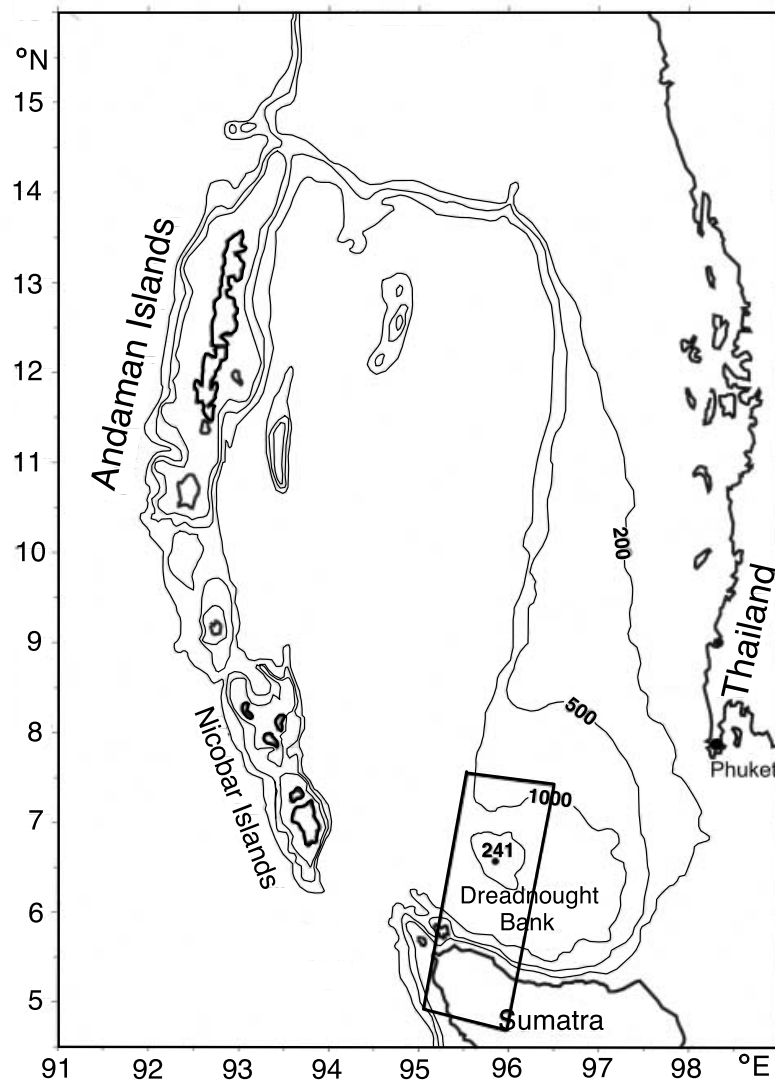 °N
15
14
13
12
11
10
9
8
7
6
5
Andaman Islands
Nicobar Islands
200
500
1000
241
Dreadnought
Bank
Sumatra
Thailand
Phuket
91
92
93
94
95
96
97
98
°E